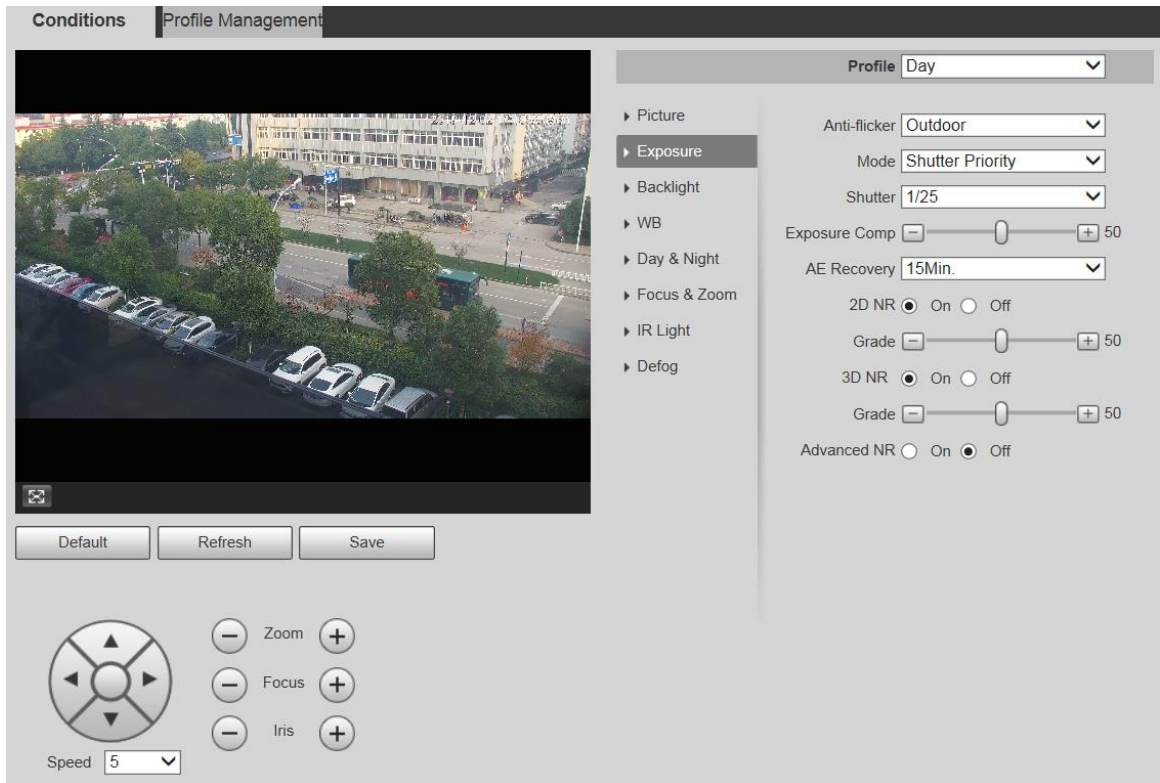 Conditions
Profile Management
Profile Day
Picture
Exposure
Backlight
WB
Day & Night
Focus & Zoom
IR Light
Defog
Anti-flicker Outdoor
Mode Shutter Priority
Shutter 1/25
Exposure Comp 50
AE Recovery 15Min.
2D NR On Off
Grade 50
3D NR On Off
Grade 50
Advanced NR On Off
Default Refresh Save
Zoom
Focus
Iris
Speed 5